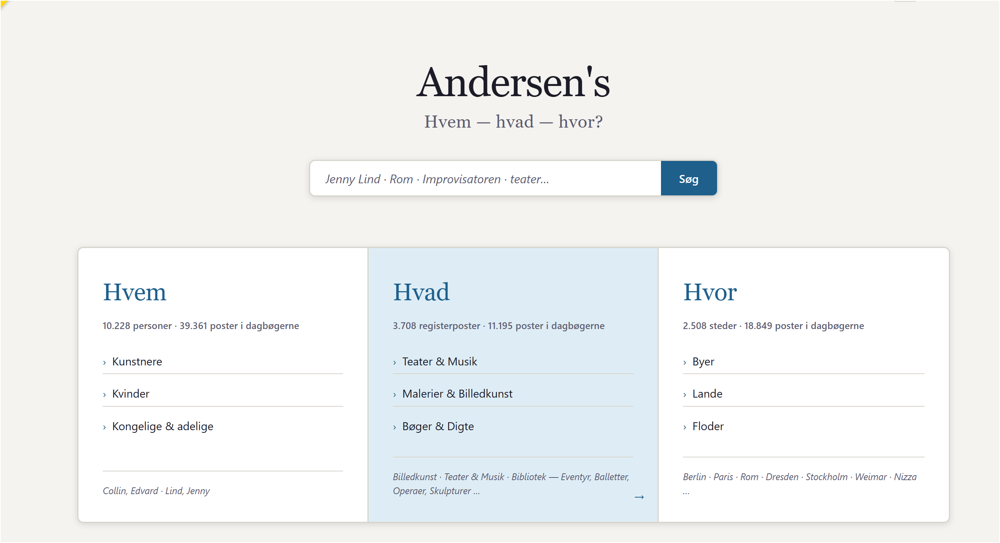 Andersen's
Hvem — hvad — hvor?
Jenny Lind · Rom · Improvisatoren · teater...
Søg
Hvem
10.228 personer · 39.361 poster i dagbøgerne
› Kunstnere
› Kvinder
› Kongelige & adelige
Collin, Edvard · Lind, Jenny
Hvad
3.708 registerposter · 11.195 poster i dagbøgerne
› Teater & Musik
› Malerier & Billedkunst
› Bøger & Digte
Billedkunst · Teater & Musik · Bibliotek — Eventyr, Balletter,
Operaer, Skulpturer ...
→
Hvor
2.508 steder · 18.849 poster i dagbøgerne
› Byer
› Lande
› Floder
Berlin · Paris · Rom · Dresden · Stockholm · Weimar · Nizza
...